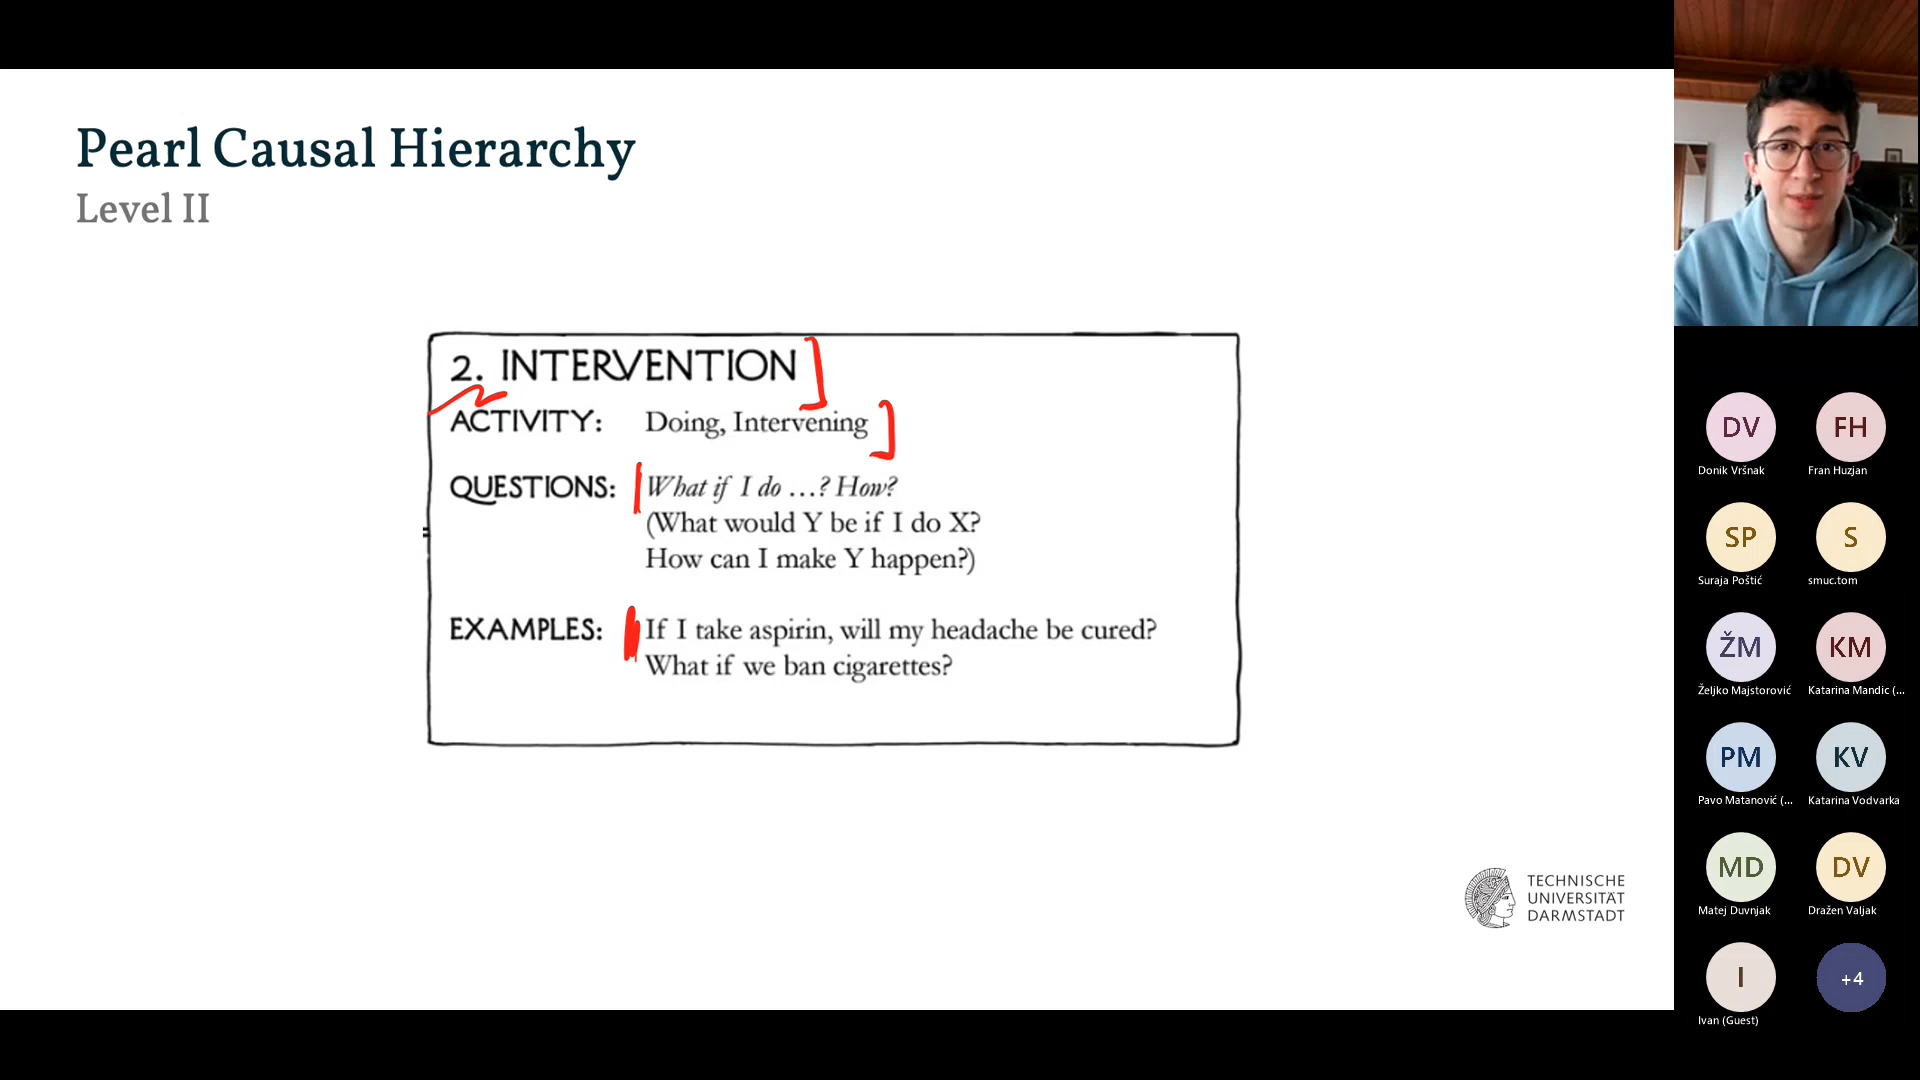 Pearl Causal Hierarchy
Level II
2. INTERVENTION
ACTIVITY: Doing, Intervening
QUESTIONS: What if I do ...? How?
(What would Y be if I do X?
How can I make Y happen?)
EXAMPLES: If I take aspirin, will my headache be cured?
What if we ban cigarettes?
TECHNISCHE
UNIVERSITÄT
DARMSTADT
DV
FH
Donik Vršnak
Fran Huzjan
SP
S
Suraja Poštić
smuc.tom
ŽM
KM
Željko Majstorović
Katarina Mandic (...
PM
KV
Pavo Matanović (...
Katarina Vodvarka
MD
DV
Matej Duvnjak
Dražen Valjak
I
+4
Ivan (Guest)